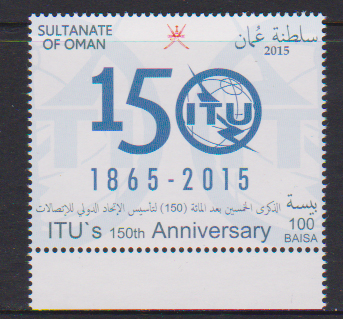 SULTANATE
OF OMAN
سلطنة عُمان
2015
150
ITU
1865-2015
الذكرى الخمسين بعد المائة (150) لتأسيس الإتحاد الدولي للإتصالات
بيسة
100
BAISA
ITU`s 150th Anniversary